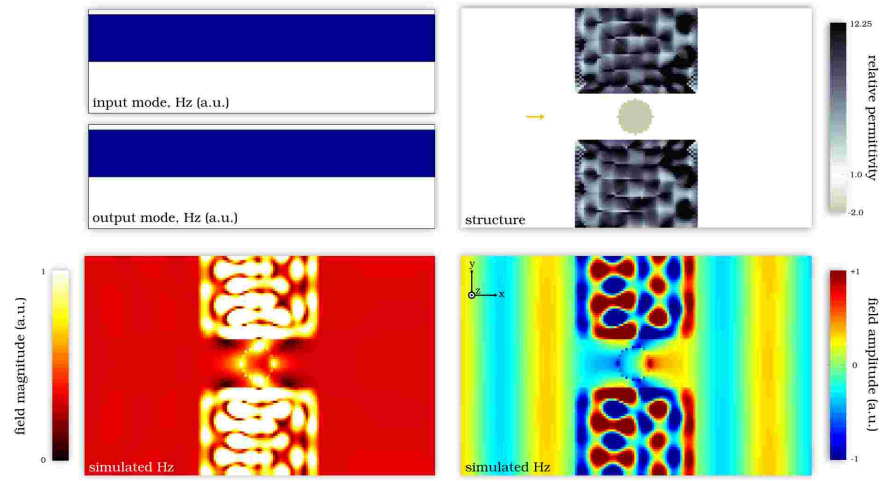 input mode, Hz (a.u.)
output mode, Hz (a.u.)
structure
12.25
1.0
-2.0
relative permittivity
field magnitude (a.u.)
1
0
simulated Hz
y
z
x
simulated Hz
+1
0
-1
field amplitude (a.u.)